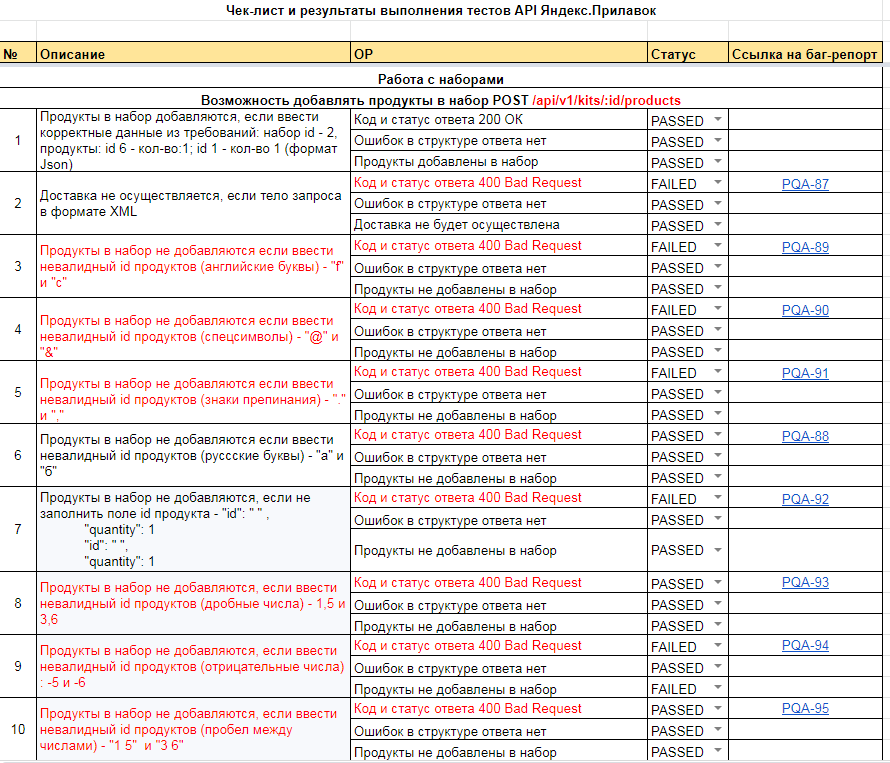 Чек-лист и результаты выполнения тестов API Яндекс.Прилавок
№ Описание ОР Статус Ссылка на баг-репорт
Работа с наборами
Возможность добавлять продукты в набор POST /api/v1/kits/:id/products
1
Продукты в набор добавляются, если ввести
корректные данные из требований: набор id - 2,
продукты: id 6 - кол-во:1; id 1 - кол-во 1 (формат
Json)
Код и статус ответа 200 ОК PASSED
Ошибок в структуре ответа нет PASSED
Продукты добавлены в набор PASSED
2
Доставка не осуществляется, если тело запроса
в формате XML
Код и статус ответа 400 Bad Request FAILED PQA-87
Ошибок в структуре ответа нет PASSED
Доставка не будет осуществлена PASSED
3
Продукты в набор не добавляются если ввести
невалидный id продуктов (английские буквы) - "f"
и "c"
Код и статус ответа 400 Bad Request FAILED PQA-89
Ошибок в структуре ответа нет PASSED
Продукты не добавлены в набор PASSED
4
Продукты в набор не добавляются если ввести
невалидный id продуктов (спецсимволы) - "@" и
"&"
Код и статус ответа 400 Bad Request FAILED PQA-90
Ошибок в структуре ответа нет PASSED
Продукты не добавлены в набор PASSED
5
Продукты в набор не добавляются если ввести
невалидный id продуктов (знаки препинания) - "."
и ","
Код и статус ответа 400 Bad Request FAILED PQA-91
Ошибок в структуре ответа нет PASSED
Продукты не добавлены в набор PASSED
6
Продукты в набор не добавляются если ввести
невалидный id продуктов (руссские буквы) - "а" и
"б"
Код и статус ответа 400 Bad Request PASSED PQA-88
Ошибок в структуре ответа нет PASSED
Продукты не добавлены в набор PASSED
7
Продукты в набор не добавляются, если не
заполнить поле id продукта - "id": " " ,
"quantity": 1
"id": " ",
"quantity": 1
Код и статус ответа 400 Bad Request FAILED PQA-92
Ошибок в структуре ответа нет PASSED
Продукты не добавлены в набор PASSED
8
Продукты в набор не добавляются, если ввести
невалидный id продуктов (дробные числа) - 1,5 и
3,6
Код и статус ответа 400 Bad Request PASSED PQA-93
Ошибок в структуре ответа нет PASSED
Продукты не добавлены в набор PASSED
9
Продукты в набор не добавляются, если ввести
невалидный id продуктов (отрицательные числа)
: -5 и -6
Код и статус ответа 400 Bad Request FAILED PQA-94
Ошибок в структуре ответа нет PASSED
Продукты не добавлены в набор FAILED
10
Продукты в набор не добавляются, если ввести
невалидный id продуктов (пробел между
числами) - "1 5" и "3 6"
Код и статус ответа 400 Bad Request PASSED PQA-95
Ошибок в структуре ответа нет PASSED
Продукты не добавлены в набор PASSED